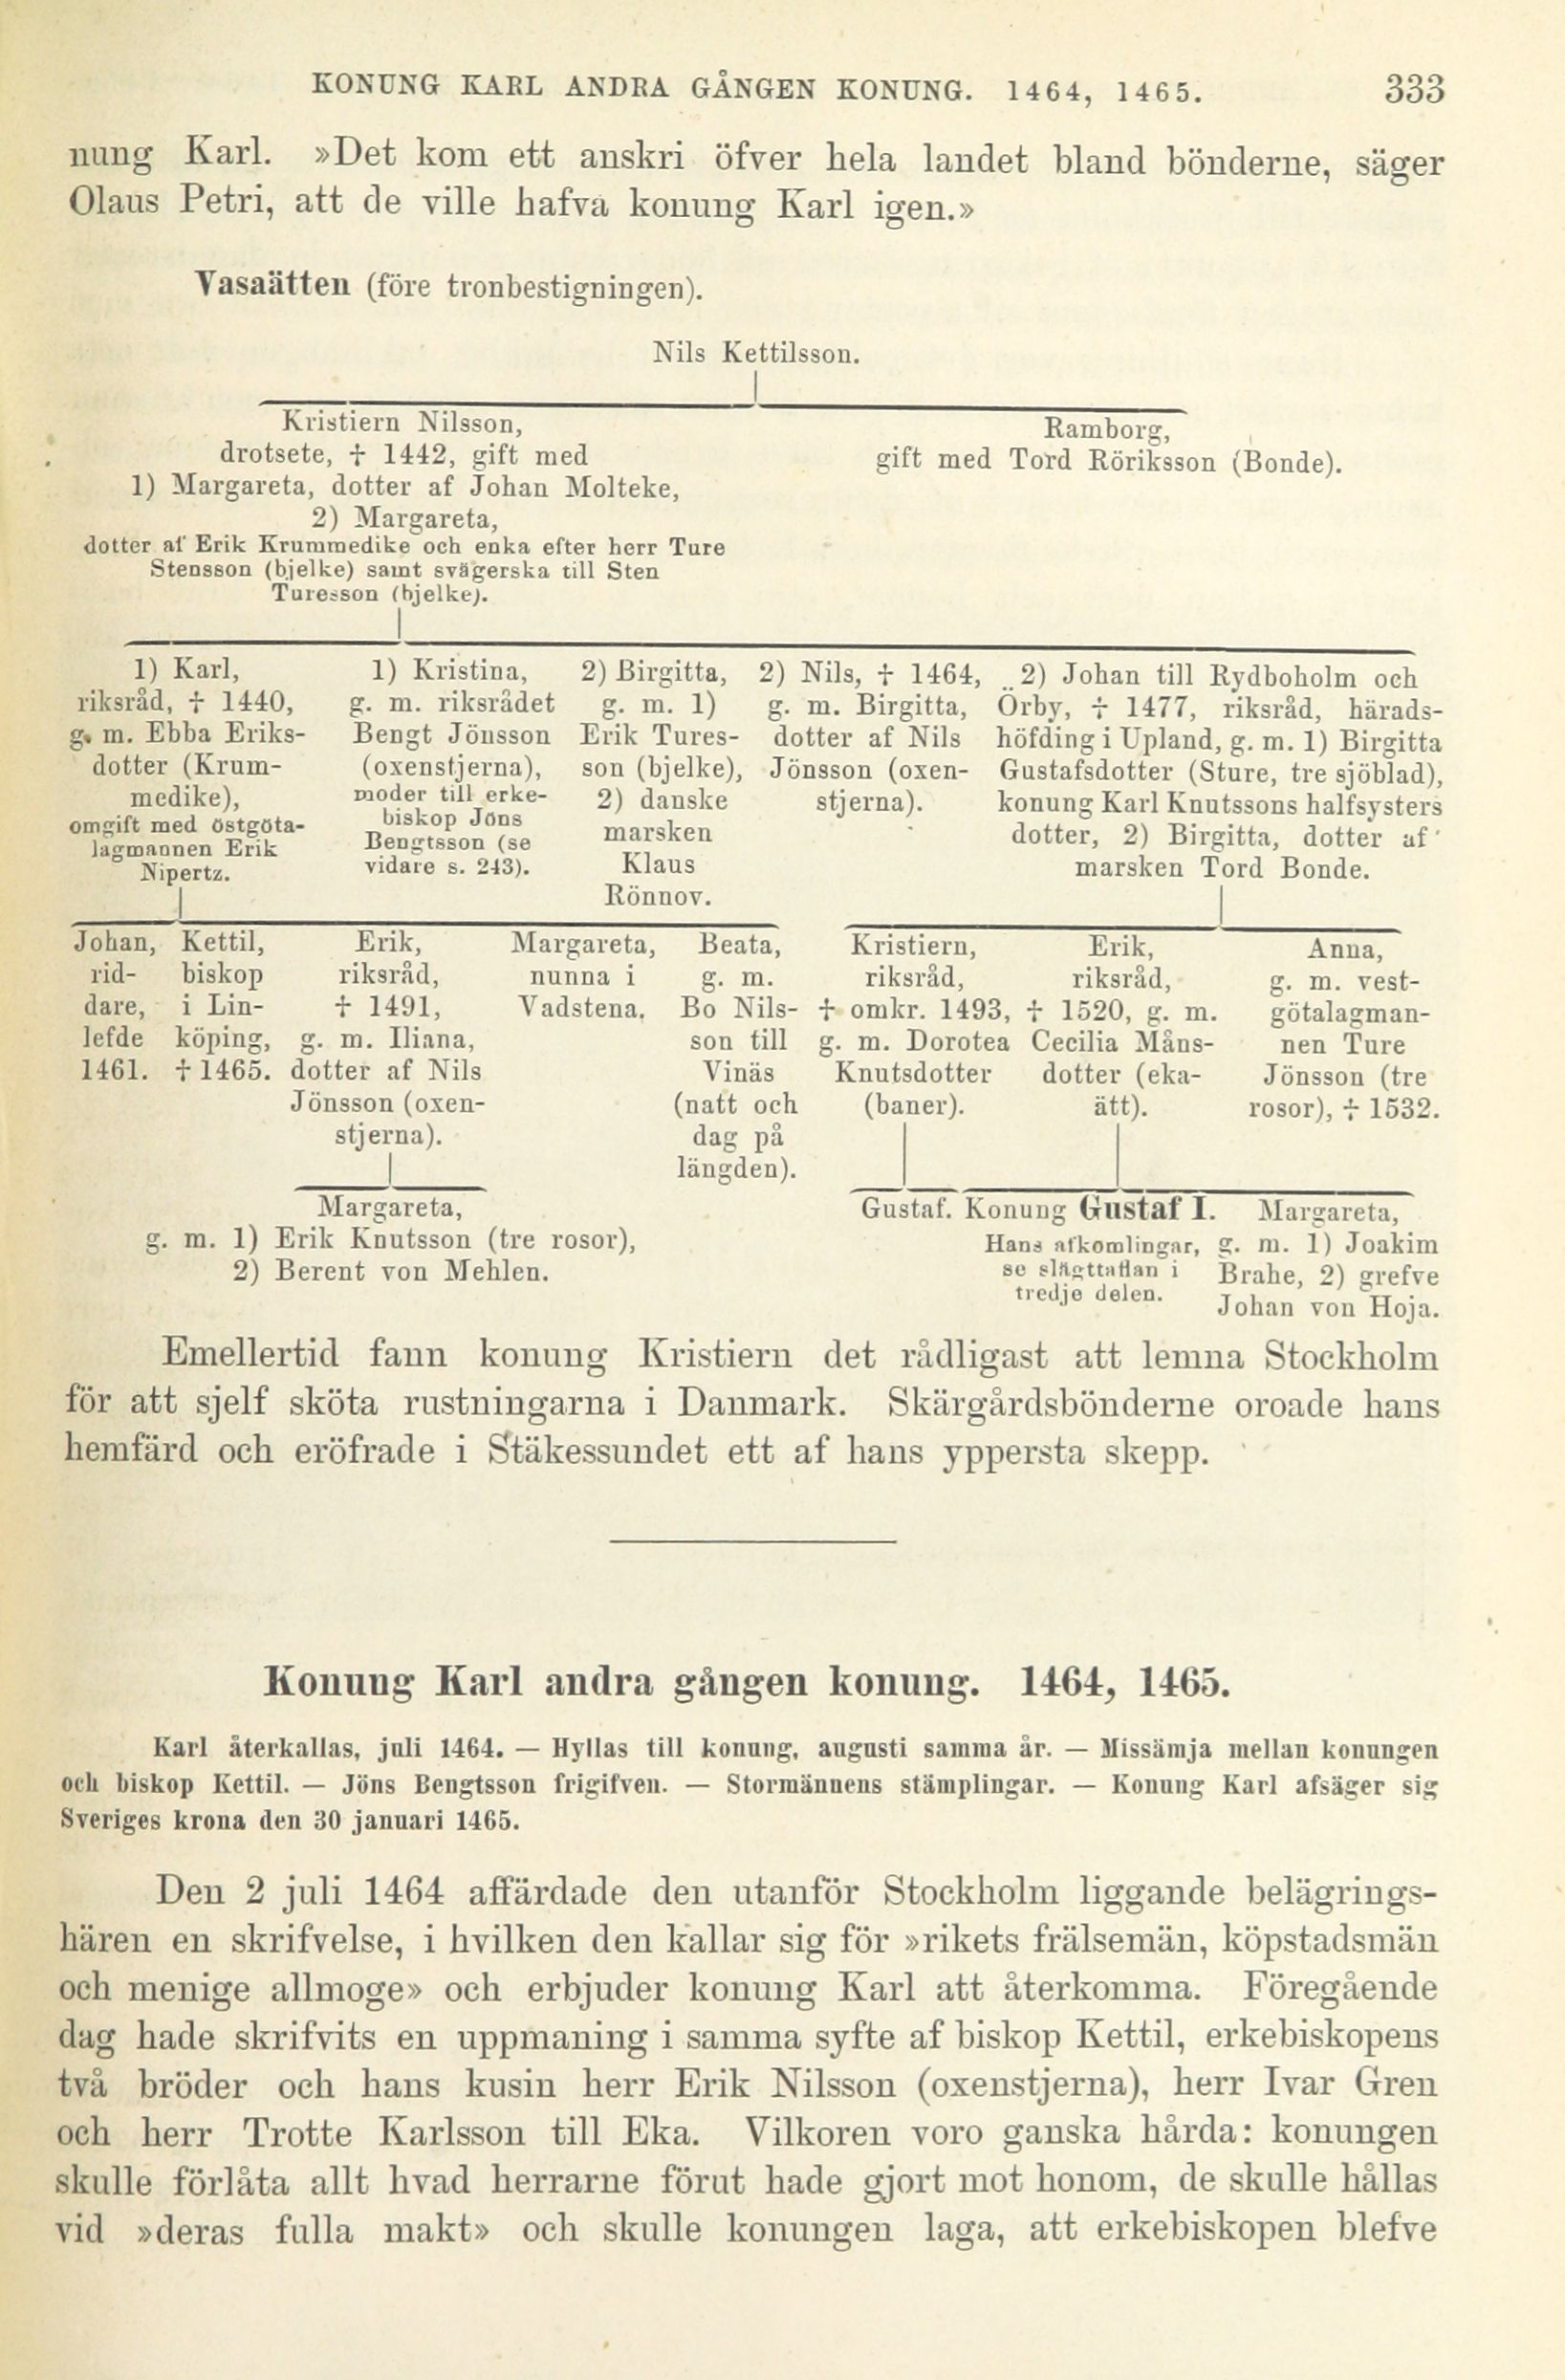 KONUNG KARL ANDRA GÅNGEN KONUNG. 1464, 1465. 333
nung Karl. »Det kom ett anskri öfver hela landet bland bönderne, säger
Olaus Petri, att de ville hafva konung Karl igen.»
Vasaätten (före tronbestigningen).
Nils Kettilsson.
Kristiern Nilsson,
drotsete, † 1442, gift med
1) Margareta, dotter af Johan Molteke,
2) Margareta,
dotter af Erik Krummedike och enka efter herr Ture
Stensson (bjelke) samt svägerska till Sten
Turesson (bjelke).
Ramborg,
gift med Tord Röriksson (Bonde).
1) Karl,
riksråd, † 1440,
g. m. Ebba Eriks-
dotter (Krum-
medike),
omgift med östgöta-
lagmannen Erik
Nipertz.
1) Kristina,
g. m. riksrådet
Bengt Jönsson
(oxenstjerna),
moder till erke-
biskop Jöns
Bengtsson (se
vidare s. 243).
2) Birgitta,
g. m. 1)
Erik Tures-
son (bjelke),
2) danske
marsken
Klaus
Rönnov.
2) Nils, † 1464,
g. m. Birgitta,
dotter af Nils
Jönsson (oxen-
stjerna).
2) Johan till Rydboholm och
Örby, † 1477, riksråd, härads-
höfding i Upland, g. m. 1) Birgitta
Gustafsdotter (Sture, tre sjöblad),
konung Karl Knutssons halfsysters
dotter, 2) Birgitta, dotter af
marsken Tord Bonde.
Johan,
rid-
dare,
lefde
1461.
Kettil,
biskop
i Lin-
köping,
† 1465.
Erik,
riksråd,
† 1491,
g. m. Iliana,
dotter af Nils
Jönsson (oxen-
stjerna).
Margareta,
nunna i
Vadstena.
Beata,
g. m.
Bo Nils-
son till
Vinäs
(natt och
dag på
längden).
Kristiern,
riksråd,
† omkr. 1493,
g. m. Dorotea
Knutsdotter
(baner).
Erik,
riksråd,
† 1520, g. m.
Cecilia Måns-
dotter (eka-
ätt).
Anna,
g. m. vest-
götalagman-
nen Ture
Jönsson (tre
rosor), † 1532.
Margareta,
g. m. 1) Erik Knutsson (tre rosor),
2) Berent von Mehlen.
Gustaf.
Konung Gustaf I.
Hans afkomlingar,
se slägttaflan i
tredje delen.
Margareta,
g. m. 1) Joakim
Brahe, 2) grefve
Johan von Hoja.
Emellertid fann konung Kristiern det rådligast att lemna Stockholm
för att sjelf sköta rustningarna i Danmark. Skärgårdsbönderne oroade hans
hemfärd och eröfrade i Stäkessundet ett af hans yppersta skepp.
Konung Karl andra gången konung. 1464, 1465.
Karl återkallas, juli 1464. — Hyllas till konung, augusti samma år. — Missämja mellan konungen
och biskop Kettil. — Jöns Bengtsson frigifven. — Stormännens stämplingar. — Konung Karl afsäger sig
Sveriges krona den 30 januari 1465.
Den 2 juli 1464 affärdade den utanför Stockholm liggande belägrings-
hären en skrifvelse, i hvilken den kallar sig för »rikets frälsemän, köpstadsmän
och menige allmoge» och erbjuder konung Karl att återkomma. Föregående
dag hade skrifvits en uppmaning i samma syfte af biskop Kettil, erkebiskopens
två bröder och hans kusin herr Erik Nilsson (oxenstjerna), herr Ivar Gren
och herr Trotte Karlsson till Eka. Vilkoren voro ganska hårda: konungen
skulle förlåta allt hvad herrarne förut hade gjort mot honom, de skulle hållas
vid »deras fulla makt» och skulle konungen laga, att erkebiskopen blefve